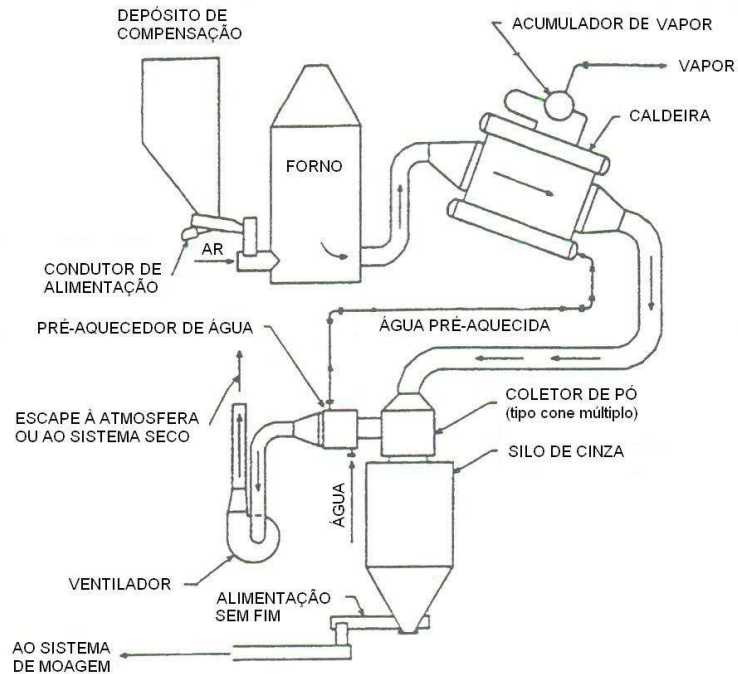 DEPÓSITO DE
COMPENSAÇÃO
ACUMULADOR DE VAPOR
VAPOR
CALDEIRA
FORNO
AR
CONDUTOR DE
ALIMENTAÇÃO
PRÉ-AQUECEDOR DE ÁGUA
ÁGUA PRÉ-AQUECIDA
ESCAPE À ATMOSFERA
OU AO SISTEMA SECO
COLETOR DE PÓ
(tipo cone múltiplo)
SILO DE CINZA
ÁGUA
VENTILADOR
ALIMENTAÇÃO
SEM FIM
AO SISTEMA
DE MOAGEM